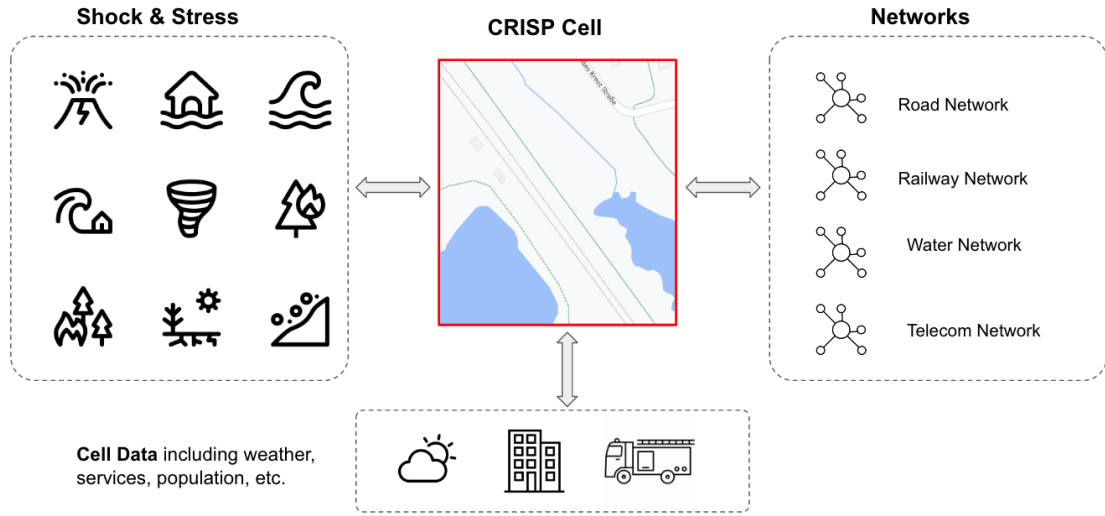 Shock & Stress
CRISP Cell
Networks
Road Network
Railway Network
Water Network
Telecom Network
Cell Data including weather,
services, population, etc.